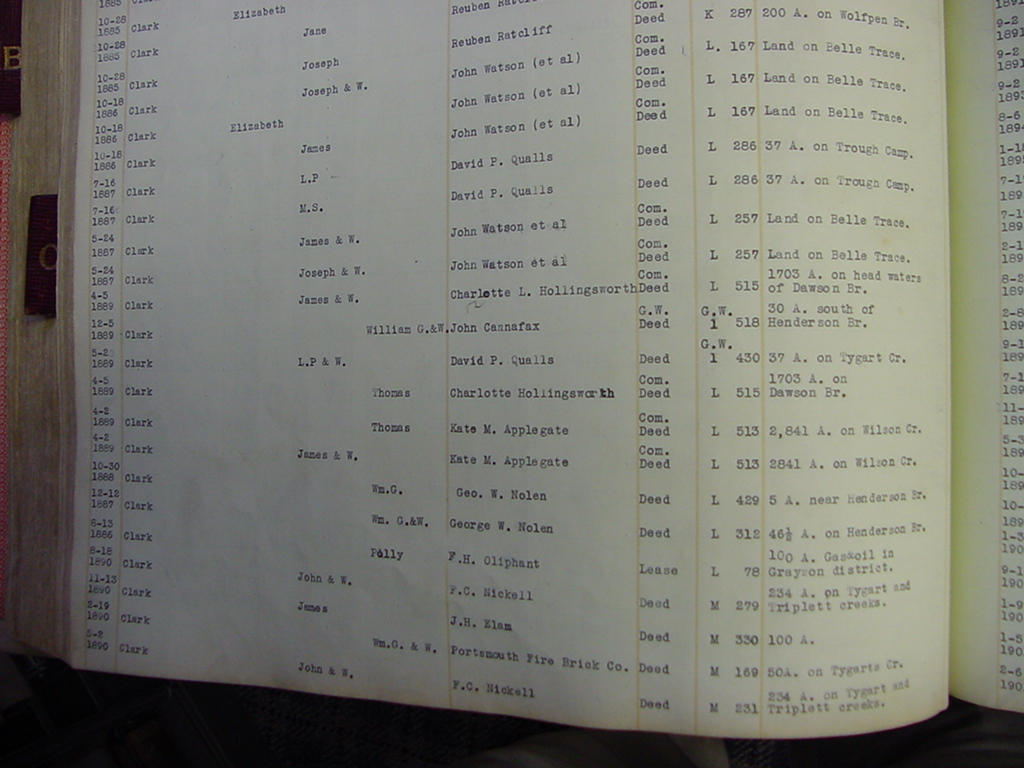 1885
10-28
1885 Clark Elizabeth
10-28
1885 Clark Jane Reuben
10-28 Com.
1885 Clark Joseph Reuben Ratcliff Deed K 287 200 A. on Wolfpen Br.
10-18 Com.
1886 Clark Joseph & W. John Watson (et al) Deed L. 167 Land on Belle Trace.
10-18 Com.
1886 Clark Elizabeth John Watson (et al) Deed L 167 Land on Belle Trace.
10-18 Com.
1886 Clark James John Watson (et al) Deed L 167 Land on Belle Trace.
7-16
1887 Clark L.P David P. Qualls Deed L 286 37 A. on Trough Camp.
7-16
1887 Clark M.S. David P. Qualls Deed L 286 37 A. on Trough Camp.
5-24 Com.
1887 Clark James & W. John Watson et al Deed L 257 Land on Belle Trace.
5-24 Com.
1887 Clark Joseph & W. John Watson et al Deed L 257 Land on Belle Trace.
4-5 Com. 1703 A. on head waters
1889 Clark James & W. Charlotte L. Hollingsworth Deed L 515 of Dawson Br.
12-5 G.W. G.W. 30 A. south of
1889 Clark William G.&W. John Cannafax Deed 1 518 Henderson Br.
G.W.
1889 Clark L.P & W. David P. Qualls Deed 1 430 37 A. on Tygart Cr.
4-5 Com. 1703 A. on
1889 Clark Thomas Charlotte Hollingsworth Deed L 515 Dawson Br.
4-2 Com.
1889 Clark Thomas Kate M. Applegate Deed L 513 2,841 A. on Wilson Cr.
4-2 Com.
1889 Clark James & W. Kate M. Applegate Deed L 513 2841 A. on Wilson Cr.
10-30
1888 Clark Wm.G. Geo. W. Nolen Deed L 429 5 A. near Henderson Br.
12-12
1887 Clark Wm. G.&W. George W. Nolen Deed L 312 46½ A. on Henderson Br.
8-13 100 A. Gas&oil in
1886 Clark Polly F.H. Oliphant Lease L 78 Grayson district.
8-18 234 A. on Tygart and
1890 Clark John & W. F.C. Nickell Deed M 279 Triplett creeks.
11-13
1890 Clark James J.H. Elam Deed M 330 100 A.
2-19
1890 Clark Wm.G. & W. Portsmouth Fire Brick Co. Deed M 169 50A. on Tygarts Cr.
5-2 234 A. on Tygart and
1890 Clark John & W. F.C. Nickell Deed M 231 Triplett creeks.